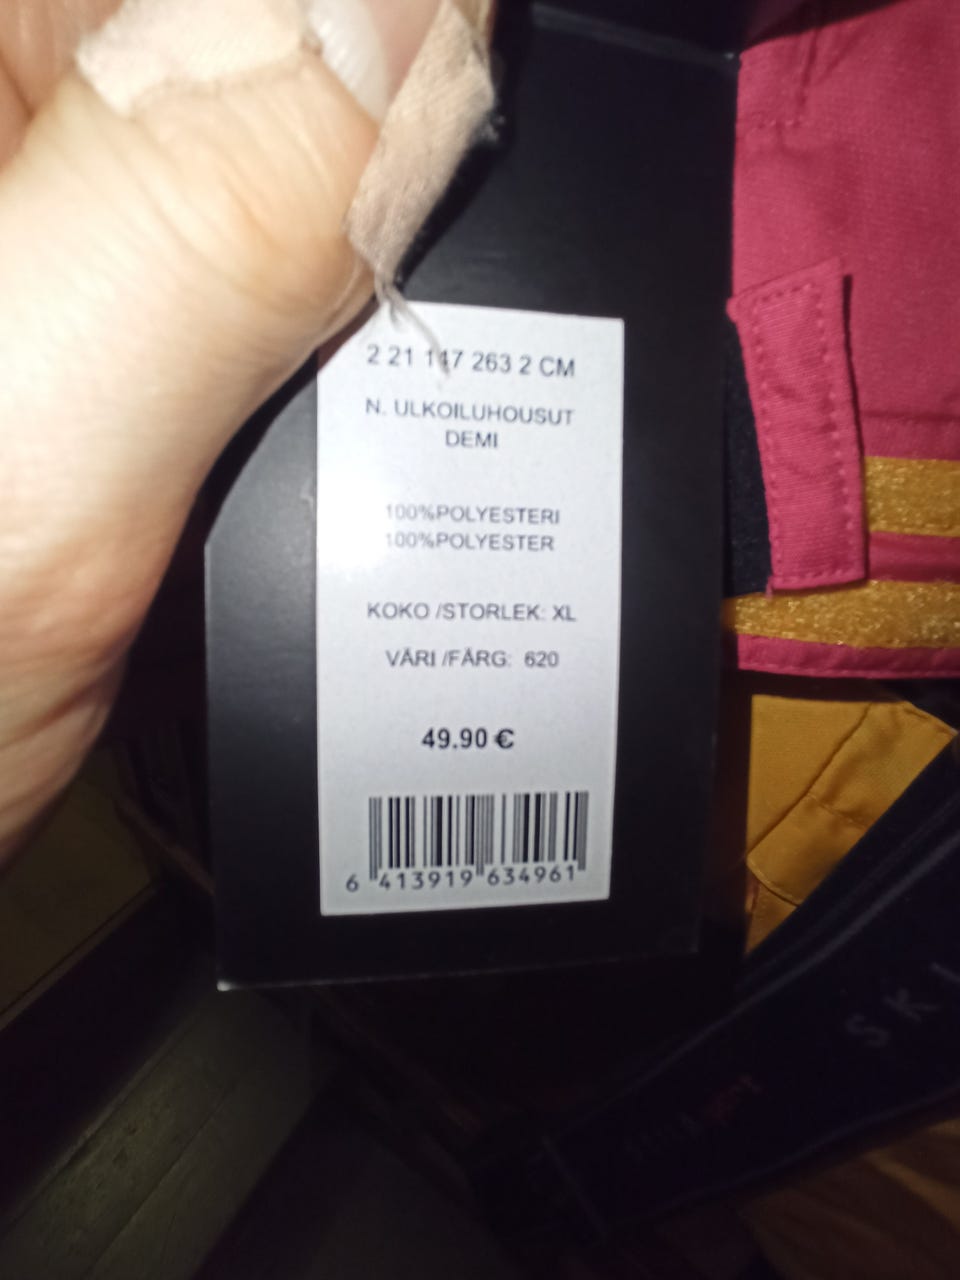 2 21 147 263 2 CM
N. ULKOILUHOUSUT
DEMI
100%POLYESTERI
100%POLYESTER
KOKO /STORLEK: XL
VÄRI /FÄRG: 620
49.90 €
6 413919 634961
SKI